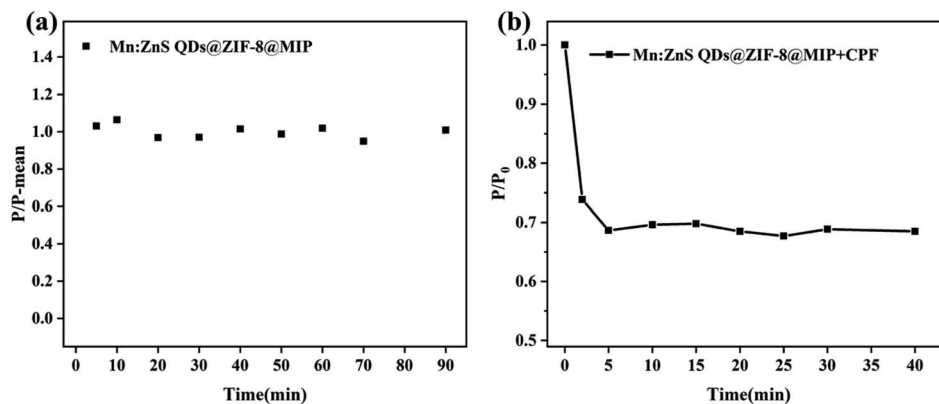 (a)
Mn:ZnS QDs@ZIF-8@MIP
1.4
1.2
1.0
0.8
0.6
0.4
0.2
0.0
P/P-mean
0 10 20 30 40 50 60 70 80 90
Time(min)
(b)
Mn:ZnS QDs@ZIF-8@MIP+CPF
1.0
0.9
0.8
0.7
0.6
0.5
P/P₀
0 5 10 15 20 25 30 35 40
Time(min)